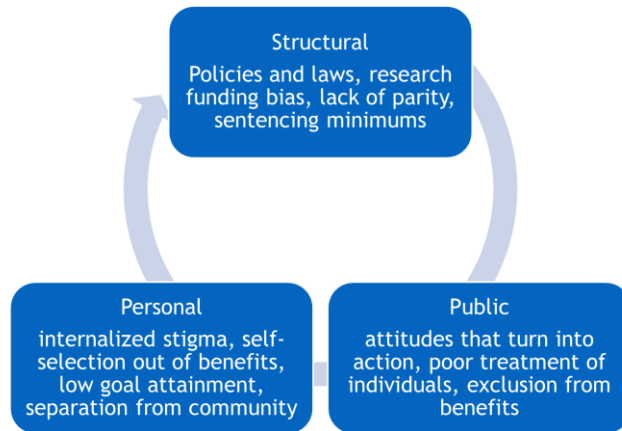 Structural
Policies and laws, research
funding bias, lack of parity,
sentencing minimums
Personal
internalized stigma, self-
selection out of benefits,
low goal attainment,
separation from community
Public
attitudes that turn into
action, poor treatment of
individuals, exclusion from
benefits